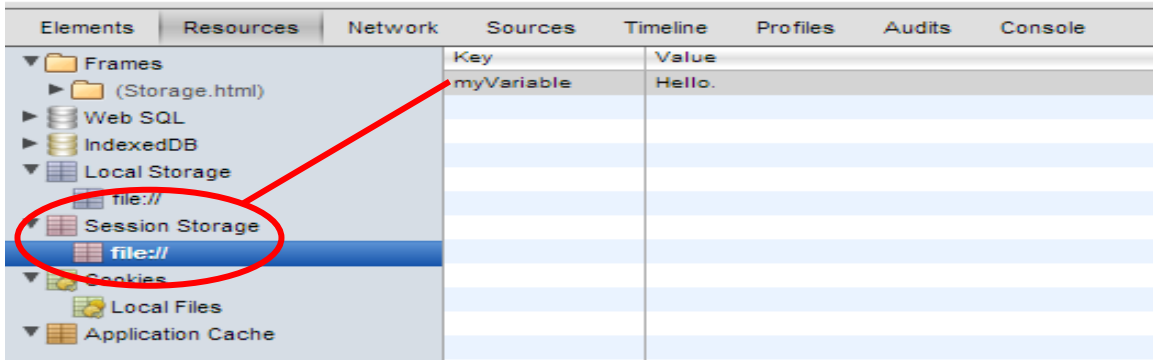 Elements Resources Network Sources Timeline Profiles Audits Console
Key Value
Frames
myVariable Hello.
(Storage.html)
Web SQL
IndexedDB
Local Storage
file://
Session Storage
file://
Cookies
Local Files
Application Cache